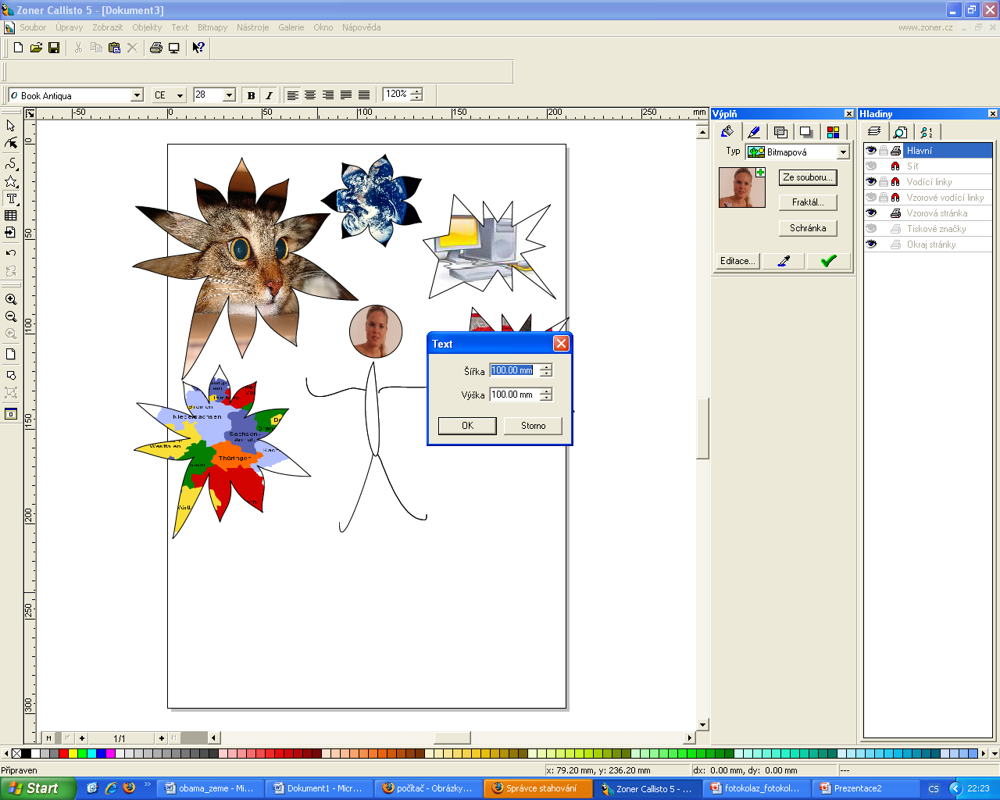 Zoner Callisto 5 - [Dokument3]
Soubor Úpravy Zobrazit Objekty Text Bitmapy Nástroje Galerie Okno Nápověda www.zoner.cz
O Book Antiqua CE 28 B I 120%
-50 0 50 100 150 200 250 mm
0
50
100
150
200
250
300
Výplň
Typ Bitmapová
Ze souboru...
Fraktál...
Schránka
Editace...
Hladiny
Hlavní
Síť
Vodící linky
Vzorové vodící linky
Vzorová stránka
Tiskové značky
Okraj stránky
Text
Šířka 100.00 mm
Výška 100.00 mm
OK Storno
Bremen
Niedersachsen
Sachsen-
Anhalt
Westfalen
Thüringen
M 1/1
Připraven x: 79.20 mm, y: 236.20 mm dx: 0.00 mm, dy: 0.00 mm ---
Start obama_zeme - Mi... Dokument1 - Micr... počítač - Obrázky... Správce stahování Zoner Callisto 5 - ... fotokolaz_fotokol... Prezentace2 CS 22:23